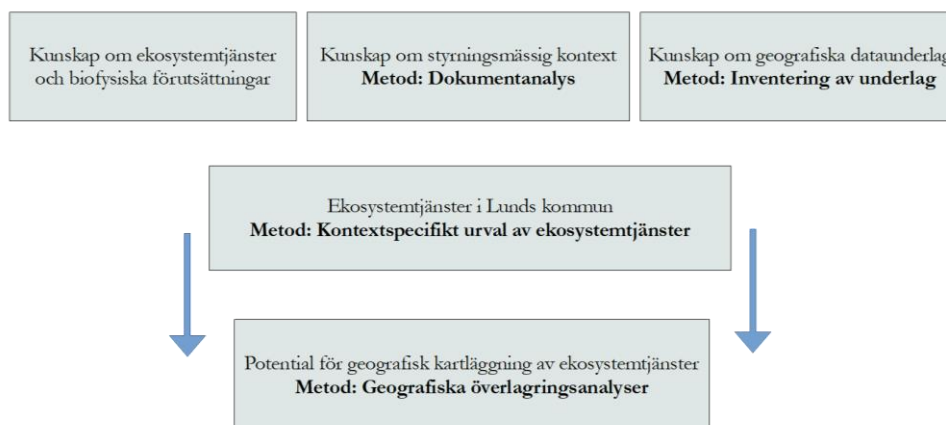 Kunskap om ekosystemtjänster
och biofysiska förutsättningar
Kunskap om styrningsmässig kontext
Metod: Dokumentanalys
Kunskap om geografiska dataunderlag
Metod: Inventering av underlag
Ekosystemtjänster i Lunds kommun
Metod: Kontextspecifikt urval av ekosystemtjänster
Potential för geografisk kartläggning av ekosystemtjänster
Metod: Geografiska överlagringsanalyser